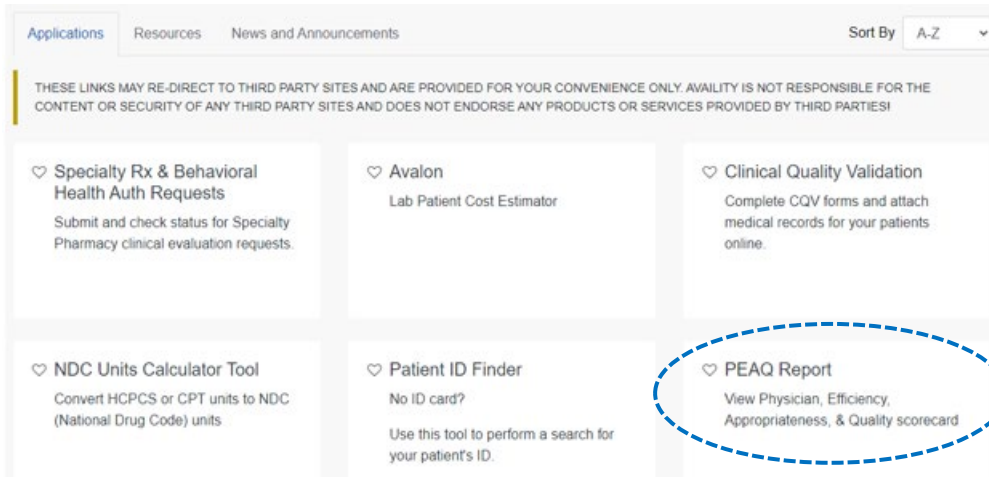 Applications Resources News and Announcements Sort By A-Z
THESE LINKS MAY RE-DIRECT TO THIRD PARTY SITES AND ARE PROVIDED FOR YOUR CONVENIENCE ONLY. AVAILITY IS NOT RESPONSIBLE FOR THE
CONTENT OR SECURITY OF ANY THIRD PARTY SITES AND DOES NOT ENDORSE ANY PRODUCTS OR SERVICES PROVIDED BY THIRD PARTIES!
Specialty Rx & Behavioral
Health Auth Requests
Submit and check status for Specialty
Pharmacy clinical evaluation requests.
Avalon
Lab Patient Cost Estimator
Clinical Quality Validation
Complete CQV forms and attach
medical records for your patients
online.
NDC Units Calculator Tool
Convert HCPCS or CPT units to NDC
(National Drug Code) units
Patient ID Finder
No ID card?
Use this tool to perform a search for
your patient's ID.
PEAQ Report
View Physician, Efficiency,
Appropriateness, & Quality scorecard